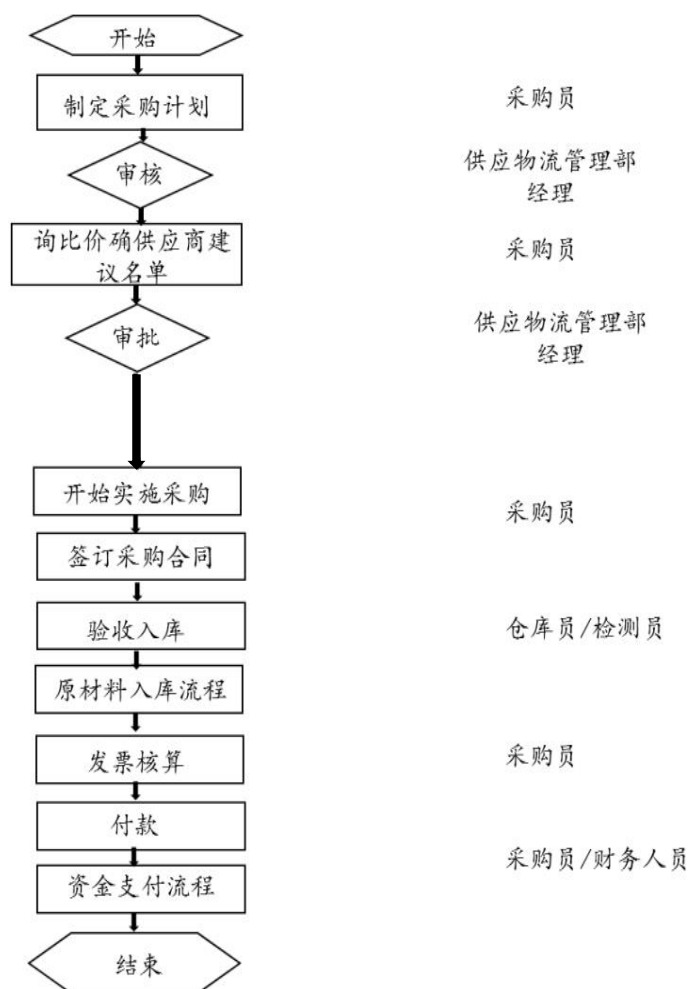 开始
制定采购计划
采购员
审核
供应物流管理部
经理
询比价确供应商建
议名单
采购员
审批
供应物流管理部
经理
开始实施采购
采购员
签订采购合同
验收入库
仓库员/检测员
原材料入库流程
发票核算
采购员
付款
采购员/财务人员
资金支付流程
结束